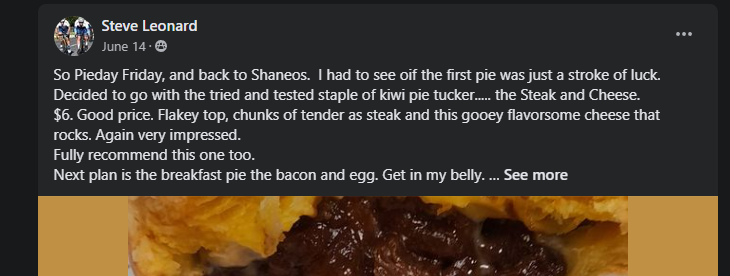 Steve Leonard
June 14 ·
So Pieday Friday, and back to Shaneos. I had to see oif the first pie was just a stroke of luck.
Decided to go with the tried and tested staple of kiwi pie tucker..... the Steak and Cheese.
$6. Good price. Flakey top, chunks of tender as steak and this gooey flavorsome cheese that
rocks. Again very impressed.
Fully recommend this one too.
Next plan is the breakfast pie the bacon and egg. Get in my belly. ... See more